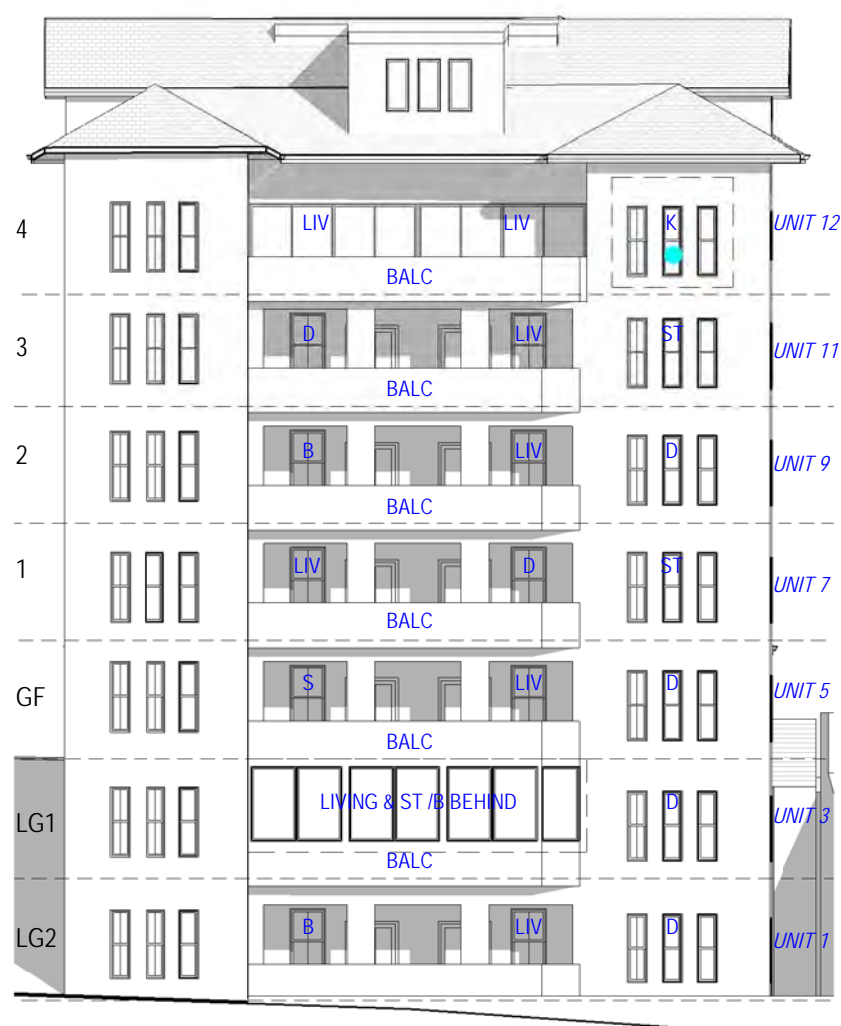 4 LIV LIV K UNIT 12
BALC
3 D LIV ST UNIT 11
BALC
2 B LIV D UNIT 9
BALC
1 LIV D ST UNIT 7
BALC
GF S LIV D UNIT 5
BALC
LG1 LIVING & ST /B BEHIND D UNIT 3
BALC
LG2 B LIV D UNIT 1